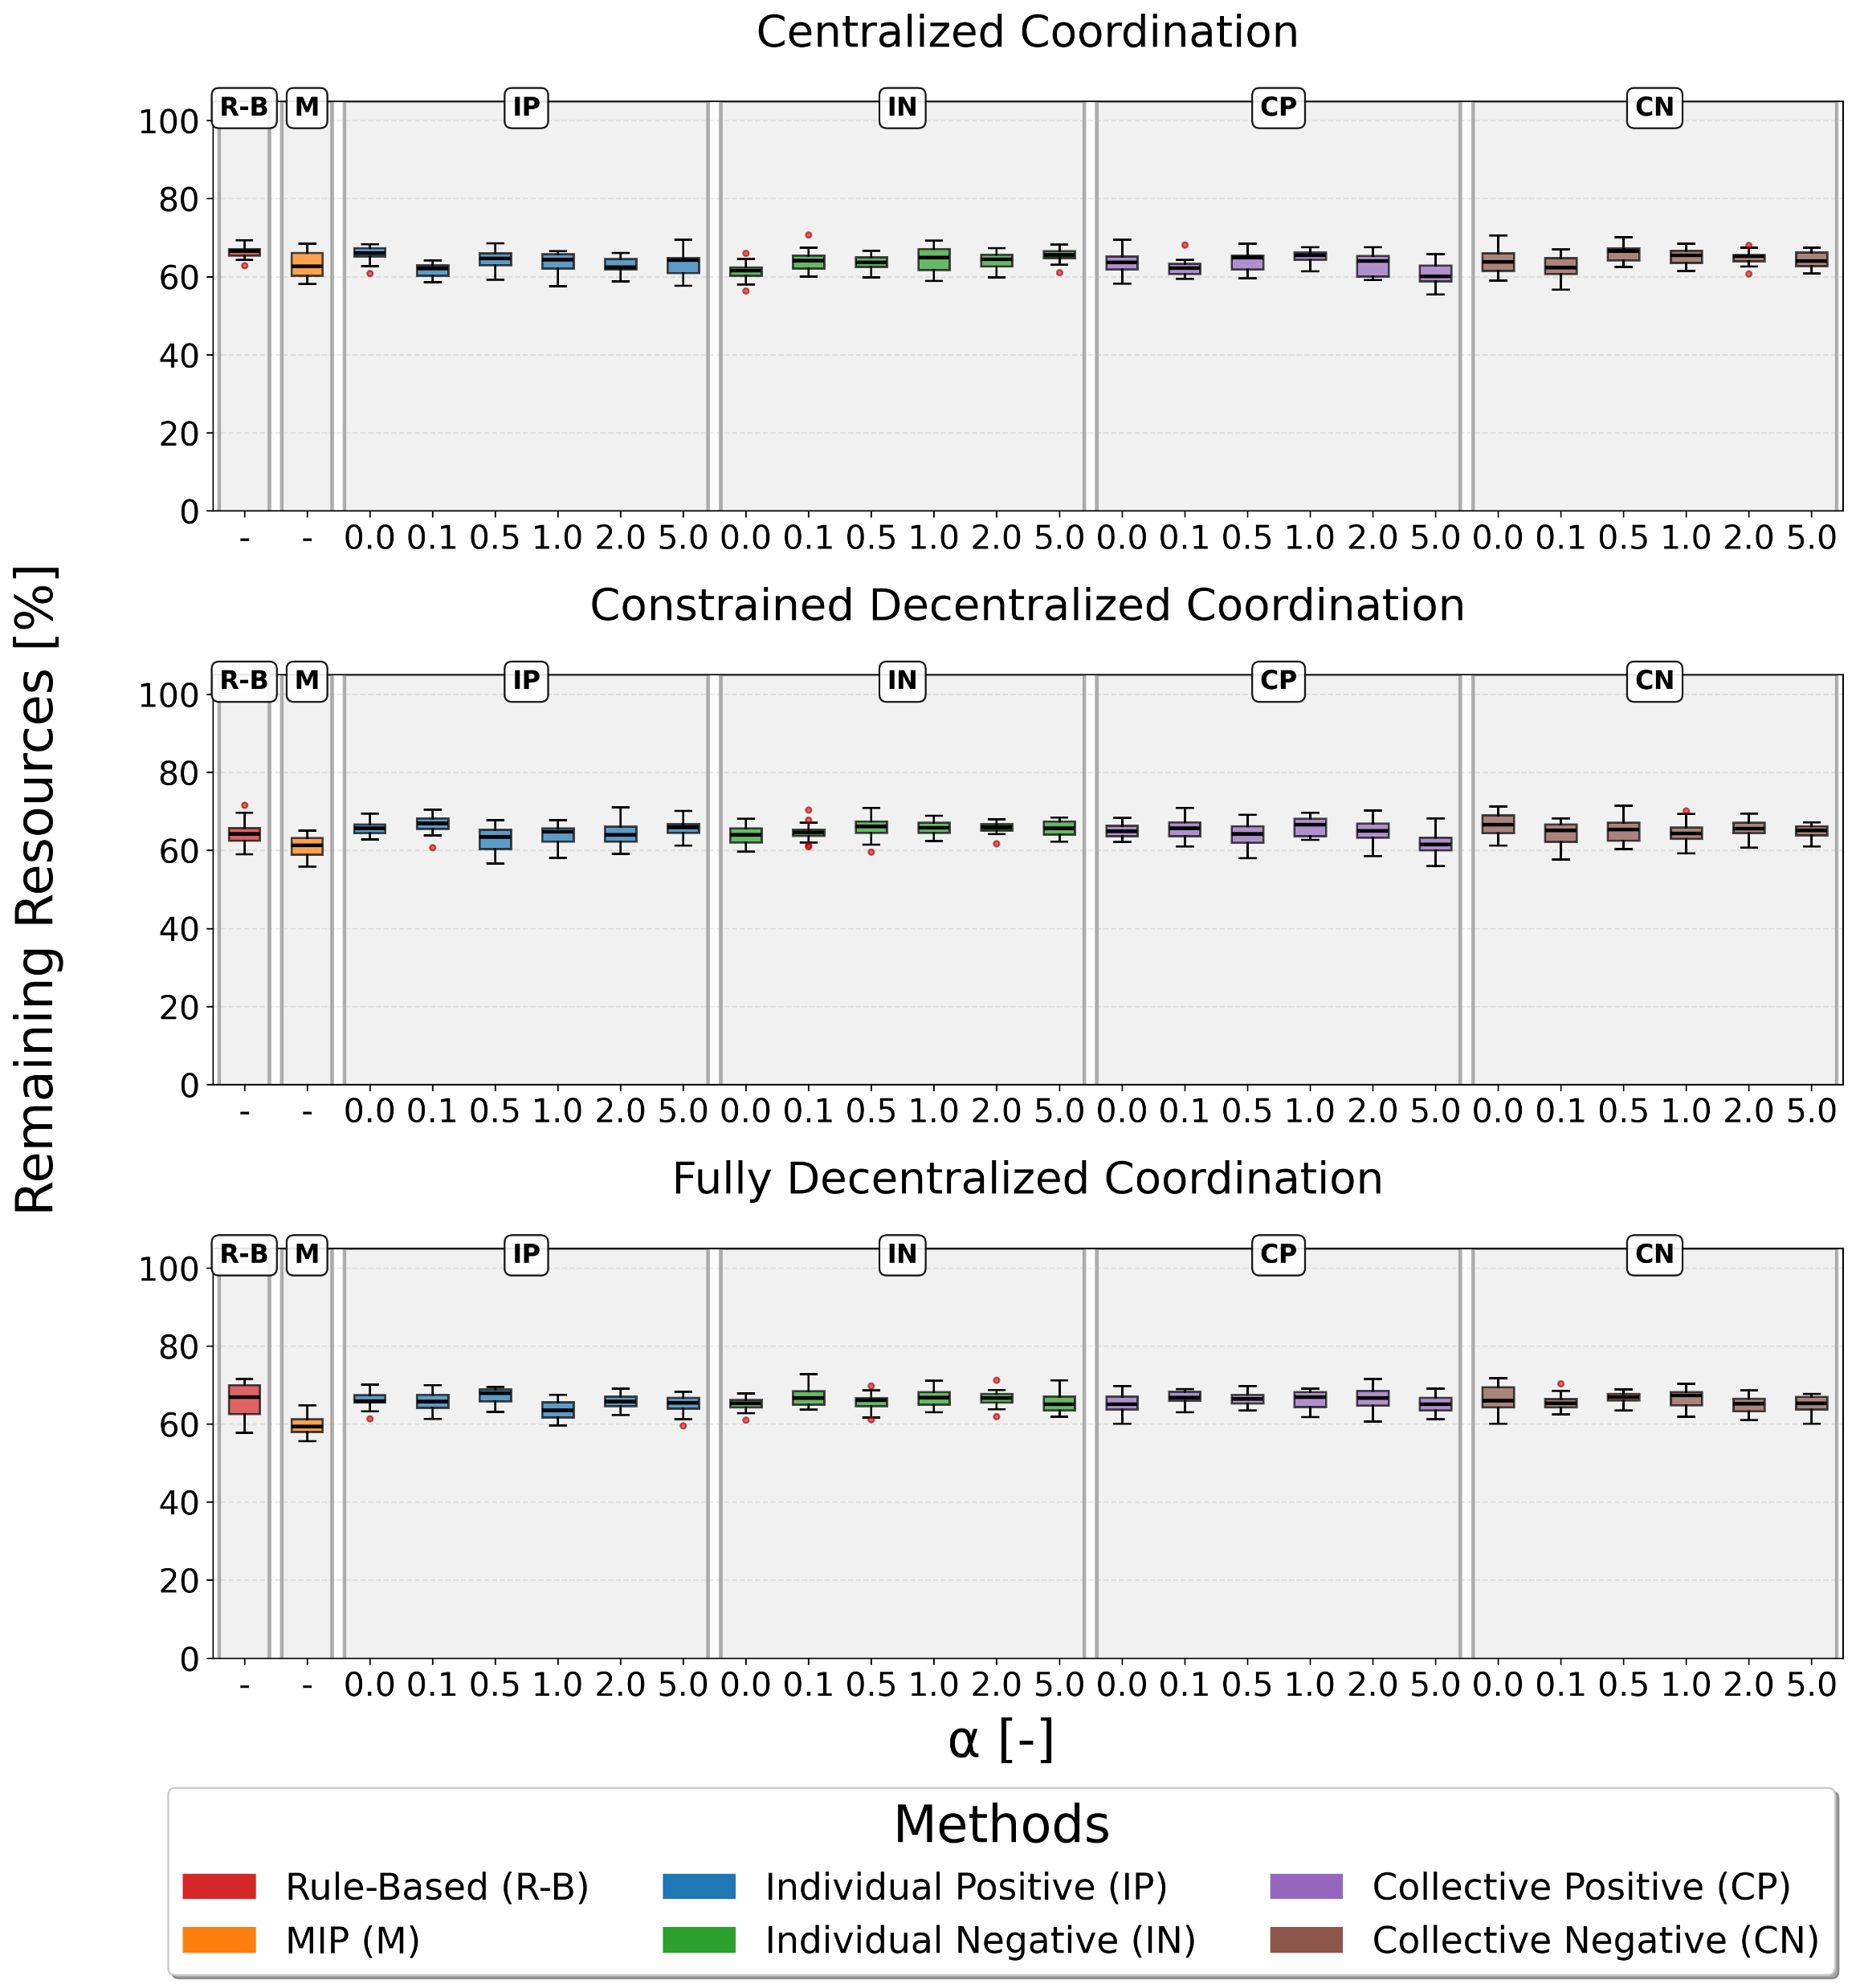 Centralized Coordination
R-B M IP IN CP CN
100
80
60
40
20
0
- - 0.0 0.1 0.5 1.0 2.0 5.0 0.0 0.1 0.5 1.0 2.0 5.0 0.0 0.1 0.5 1.0 2.0 5.0 0.0 0.1 0.5 1.0 2.0 5.0
Remaining Resources [%]
Constrained Decentralized Coordination
R-B M IP IN CP CN
100
80
60
40
20
0
- - 0.0 0.1 0.5 1.0 2.0 5.0 0.0 0.1 0.5 1.0 2.0 5.0 0.0 0.1 0.5 1.0 2.0 5.0 0.0 0.1 0.5 1.0 2.0 5.0
Fully Decentralized Coordination
R-B M IP IN CP CN
100
80
60
40
20
0
- - 0.0 0.1 0.5 1.0 2.0 5.0 0.0 0.1 0.5 1.0 2.0 5.0 0.0 0.1 0.5 1.0 2.0 5.0 0.0 0.1 0.5 1.0 2.0 5.0
α [-]
Methods
Rule-Based (R-B) Individual Positive (IP) Collective Positive (CP)
MIP (M) Individual Negative (IN) Collective Negative (CN)